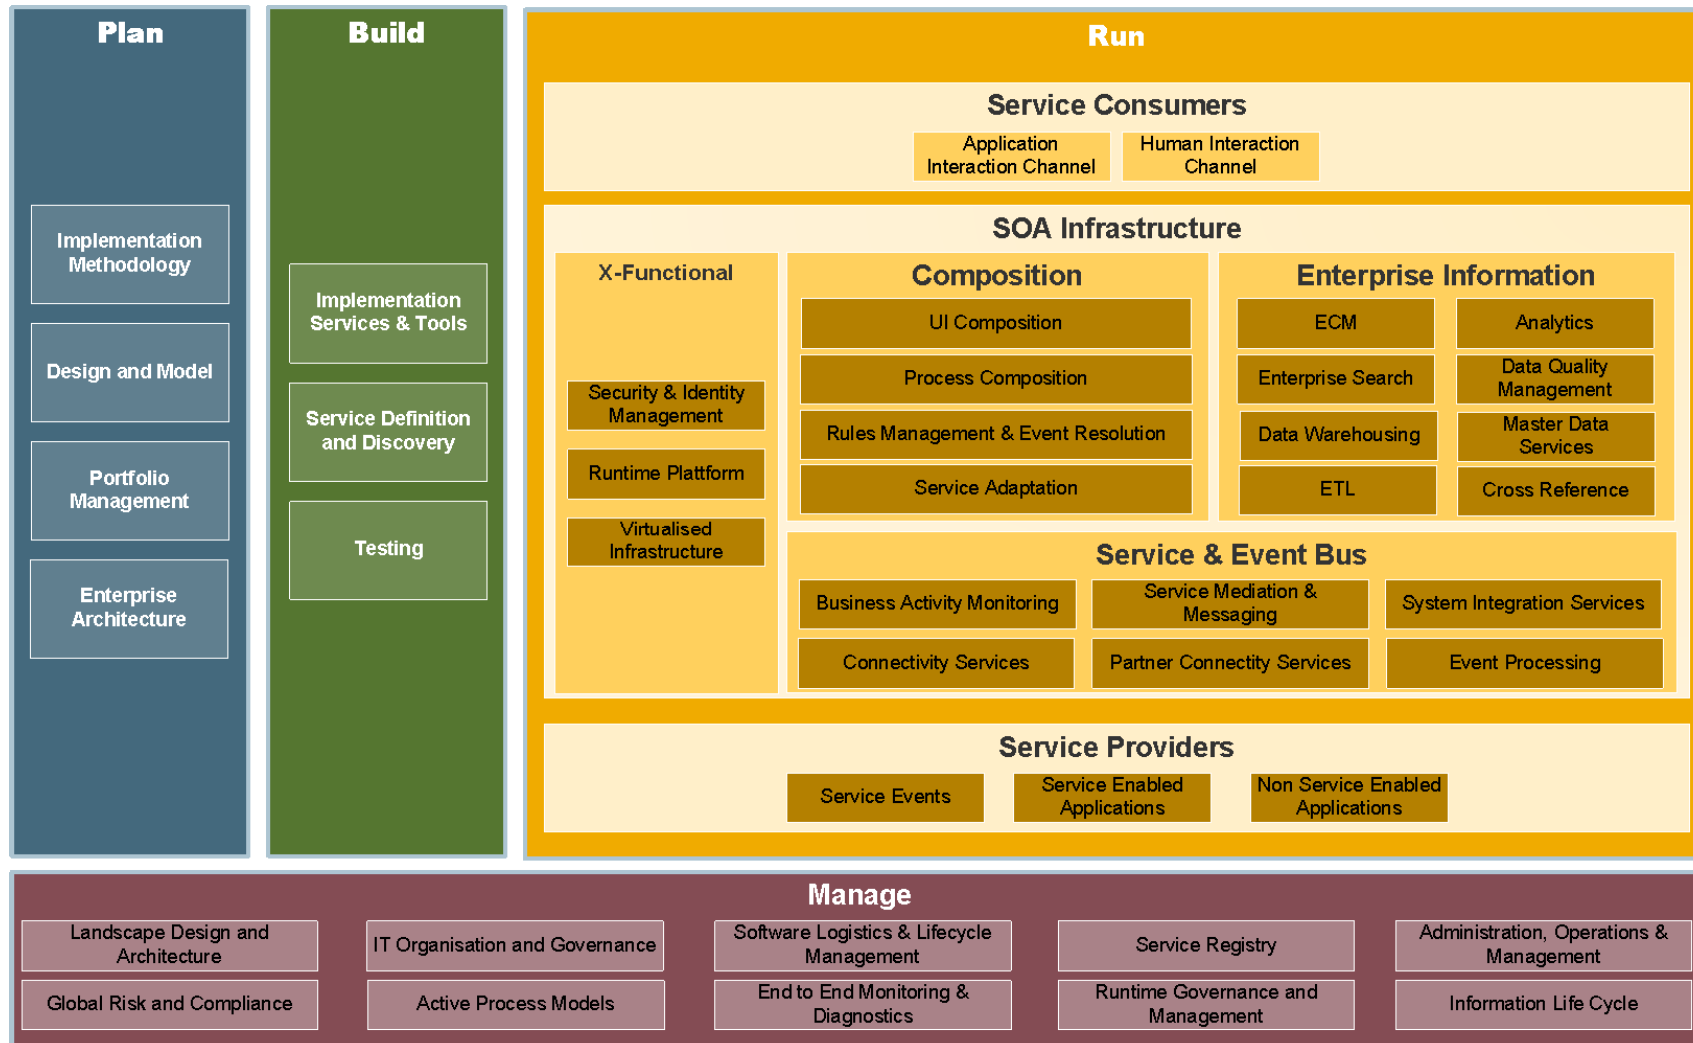 Plan
Implementation
Methodology
Design and Model
Portfolio
Management
Enterprise
Architecture
Build
Implementation
Services & Tools
Service Definition
and Discovery
Testing
Run
Service Consumers
Application
Interaction Channel
Human Interaction
Channel
SOA Infrastructure
X-Functional
Security & Identity
Management
Runtime Plattform
Virtualised
Infrastructure
Composition
UI Composition
Process Composition
Rules Management & Event Resolution
Service Adaptation
Enterprise Information
ECM
Analytics
Enterprise Search
Data Quality
Management
Data Warehousing
Master Data
Services
ETL
Cross Reference
Service & Event Bus
Business Activity Monitoring
Service Mediation &
Messaging
System Integration Services
Connectivity Services
Partner Connectity Services
Event Processing
Service Providers
Service Events
Service Enabled
Applications
Non Service Enabled
Applications
Manage
Landscape Design and
Architecture
IT Organisation and Governance
Software Logistics & Lifecycle
Management
Service Registry
Administration, Operations &
Management
Global Risk and Compliance
Active Process Models
End to End Monitoring &
Diagnostics
Runtime Governance and
Management
Information Life Cycle